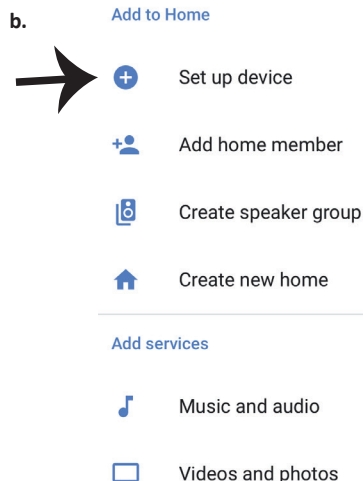 b.
Add to Home
Set up device
Add home member
Create speaker group
Create new home
Add services
Music and audio
Videos and photos